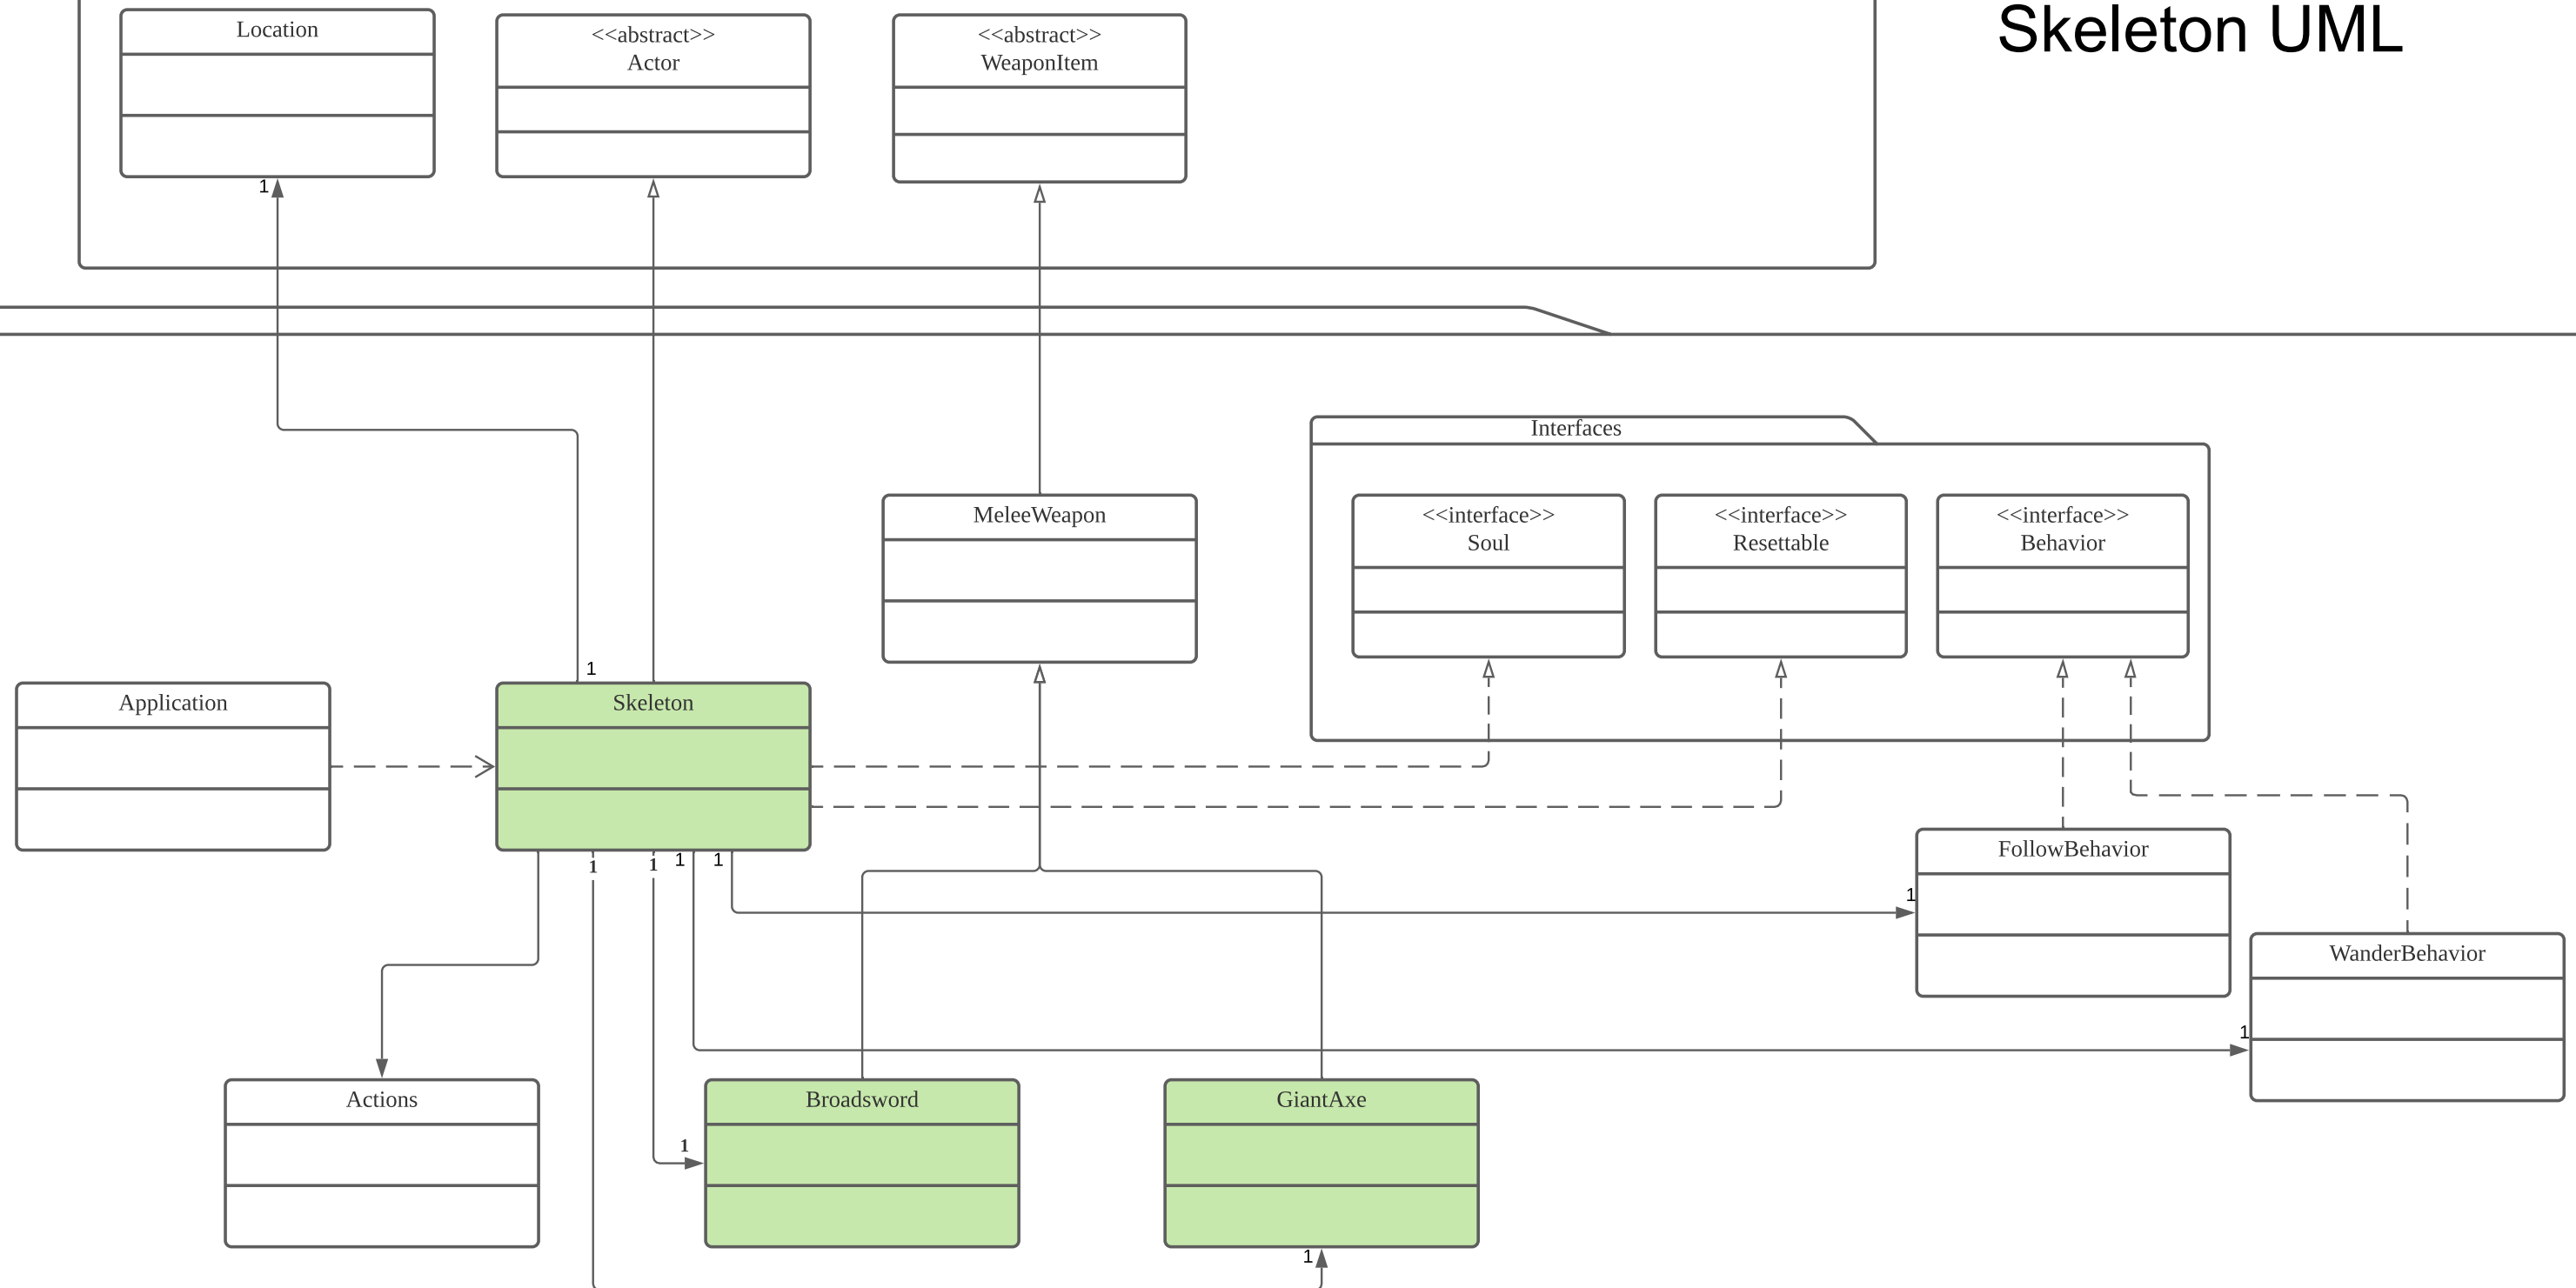 Skeleton UML
Location
<<abstract>>
Actor
<<abstract>>
WeaponItem
1
Interfaces
MeleeWeapon
<<interface>>
Soul
<<interface>>
Resettable
<<interface>>
Behavior
1
Application
Skeleton
1
1
1
1
FollowBehavior
1
WanderBehavior
1
Actions
Broadsword
GiantAxe
1
1